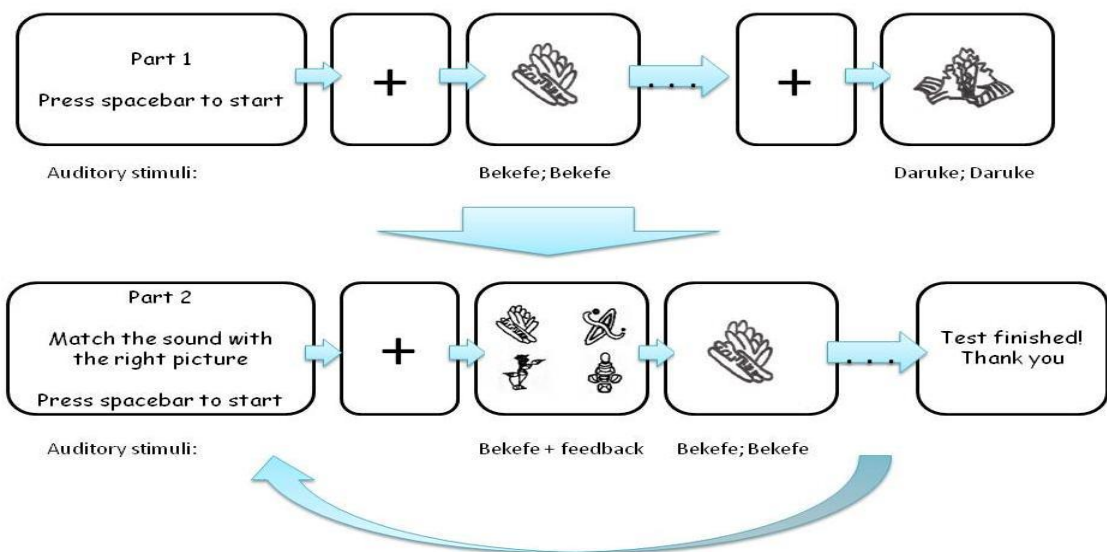 Part 1
Press spacebar to start
+
+
Auditory stimuli:
Bekefe; Bekefe
Daruke; Daruke
Part 2
Match the sound with
the right picture
Press spacebar to start
+
Test finished!
Thank you
Auditory stimuli:
Bekefe + feedback
Bekefe; Bekefe